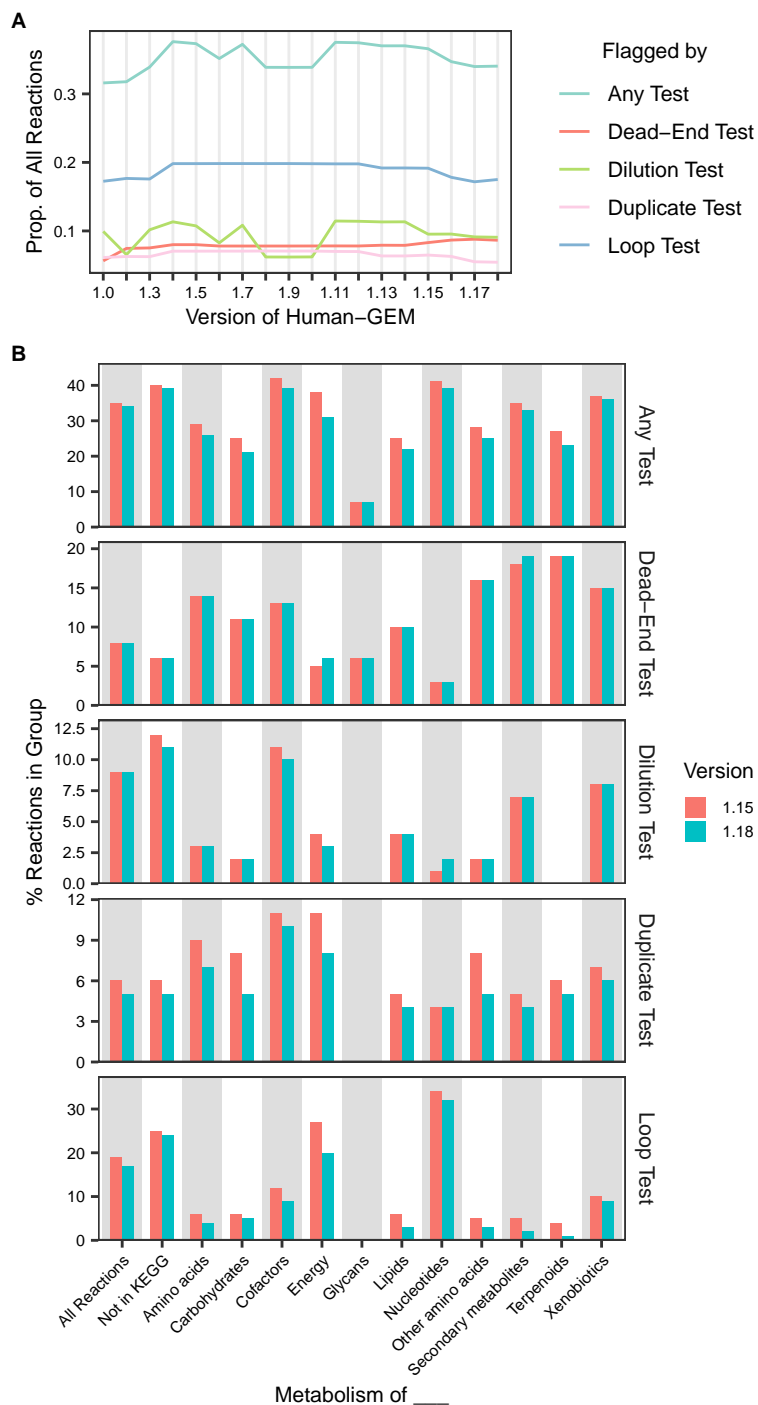 A
Prop. of All Reactions
0.3
0.2
0.1
1.0 1.3 1.5 1.7 1.9 1.11 1.13 1.15 1.17
Version of Human−GEM
Flagged by
Any Test
Dead−End Test
Dilution Test
Duplicate Test
Loop Test
B
% Reactions in Group
40
30
20
10
0
Any Test
20
15
10
5
0
Dead−End Test
12.5
10.0
7.5
5.0
2.5
0.0
Dilution Test
12
9
6
3
0
Duplicate Test
30
20
10
0
Loop Test
All Reactions
Not in KEGG
Amino acids
Carbohydrates
Cofactors
Energy
Glycans
Lipids
Nucleotides
Other amino acids
Secondary metabolites
Terpenoids
Xenobiotics
Metabolism of ___
Version
1.15
1.18